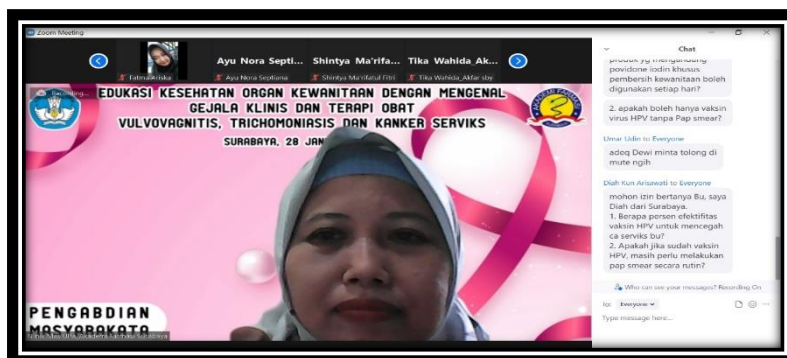 Zoom Meeting
Fatma Ariska
Ayu Nora Septi...
Ayu Nora Septiana
Shintya Ma'rifa...
Shintya Ma'rifatul Fitri
Tika Wahida_Ak...
Tika Wahida_Akfar sby
Recording...
EDUKASI KESEHATAN ORGAN KEWANITAAN DENGAN MENGENAL
GEJALA KLINIS DAN TERAPI OBAT
VULVOVAGNITIS, TRICHOMONIASIS DAN KANKER SERVIKS
SURABAYA, 28 JAN
PENGABDIAN
MASYARAKATA
Chat
produk yg mengandung
povidone iodin khusus
pembersih kewanitaan boleh
digunakan setiap hari?
2. apakah boleh hanya vaksin
virus HPV tanpa Pap smear?
Umar Udin to Everyone
adeq Dewi minta tolong di
mute ngih
Diah Kun Arisawati to Everyone
mohon izin bertanya Bu, saya
Diah dari Surabaya.
1. Berapa persen efektifitas
vaksin HPV untuk mencegah
ca serviks bu?
2. Apakah jika sudah vaksin
HPV, masih perlu melakukan
pap smear secara rutin?
Who can see your messages? Recording On
To: Everyone
Type message here...